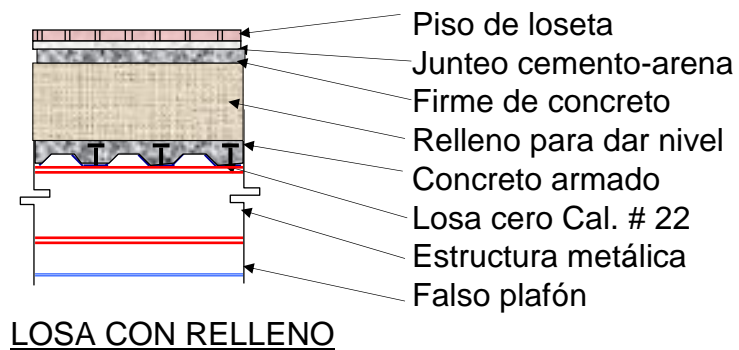 Piso de loseta
Junteo cemento-arena
Firme de concreto
Relleno para dar nivel
Concreto armado
Losa cero Cal. # 22
Estructura metálica
Falso plafón
LOSA CON RELLENO